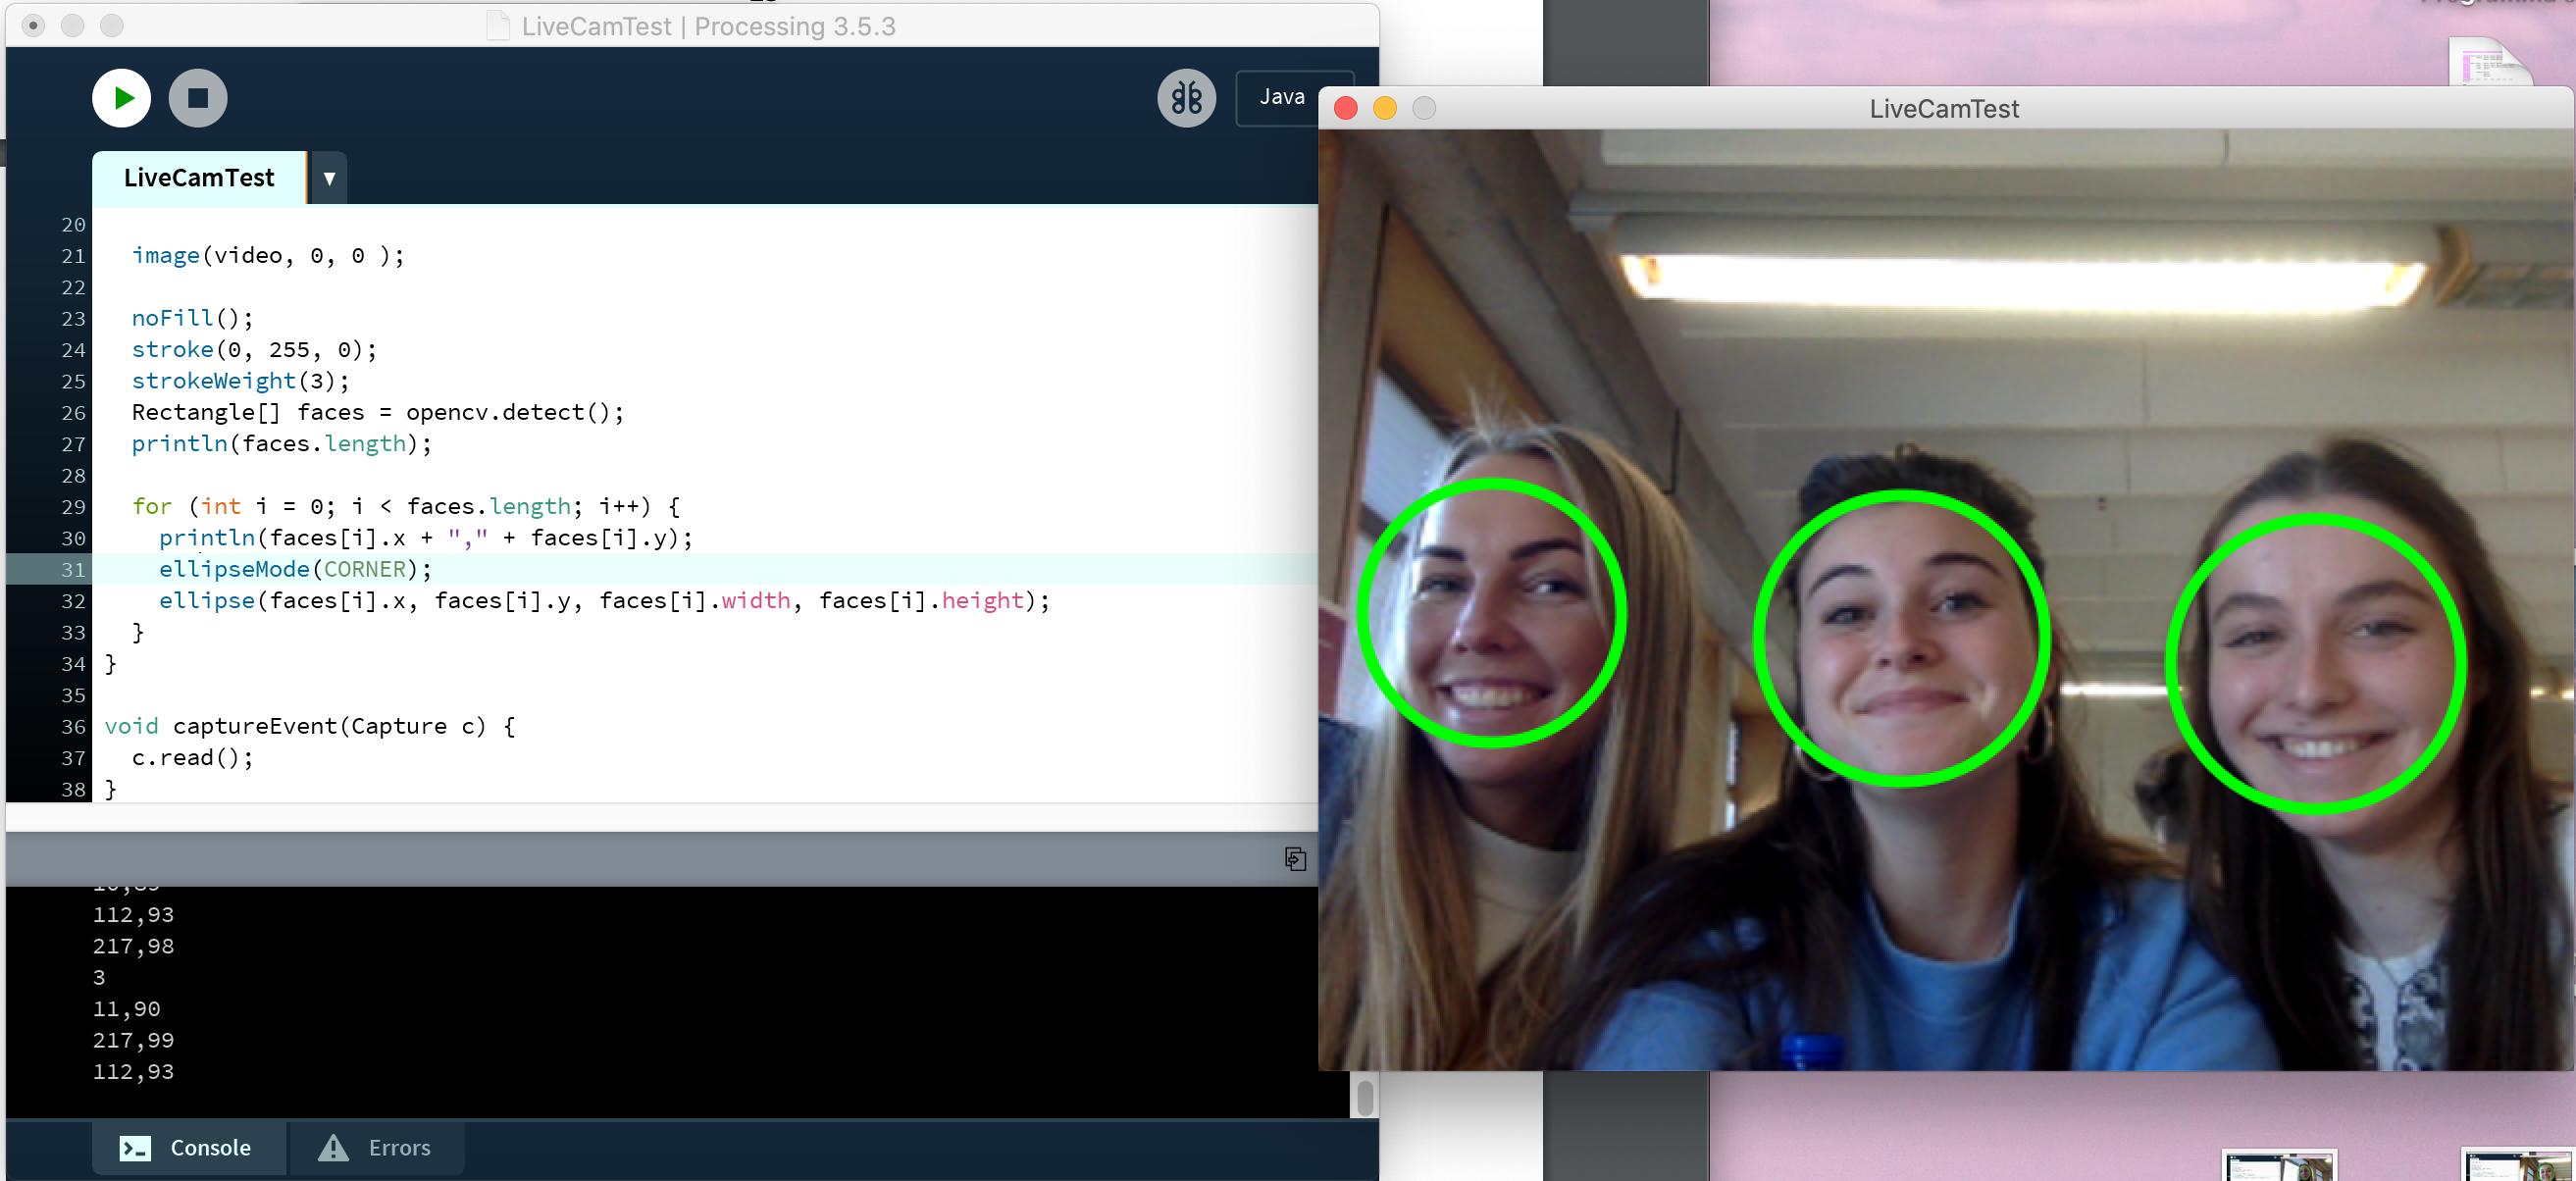 LiveCamTest | Processing 3.5.3
Java
LiveCamTest
20
21 image(video, 0, 0 );
22
23 noFill();
24 stroke(0, 255, 0);
25 strokeWeight(3);
26 Rectangle[] faces = opencv.detect();
27 println(faces.length);
28
29 for (int i = 0; i < faces.length; i++) {
30 println(faces[i].x + "," + faces[i].y);
31 ellipseMode(CORNER);
32 ellipse(faces[i].x, faces[i].y, faces[i].width, faces[i].height);
33 }
34 }
35
36 void captureEvent(Capture c) {
37 c.read();
38 }
112,93
217,98
3
11,90
217,99
112,93
Console
Errors
LiveCamTest